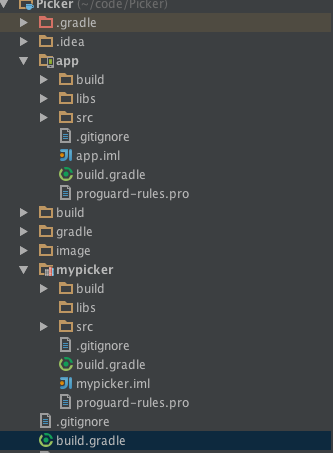 Picker (~/code/Picker)
.gradle
.idea
app
build
libs
src
.gitignore
app.iml
build.gradle
proguard-rules.pro
build
gradle
image
mypicker
build
libs
src
.gitignore
build.gradle
mypicker.iml
proguard-rules.pro
.gitignore
build.gradle